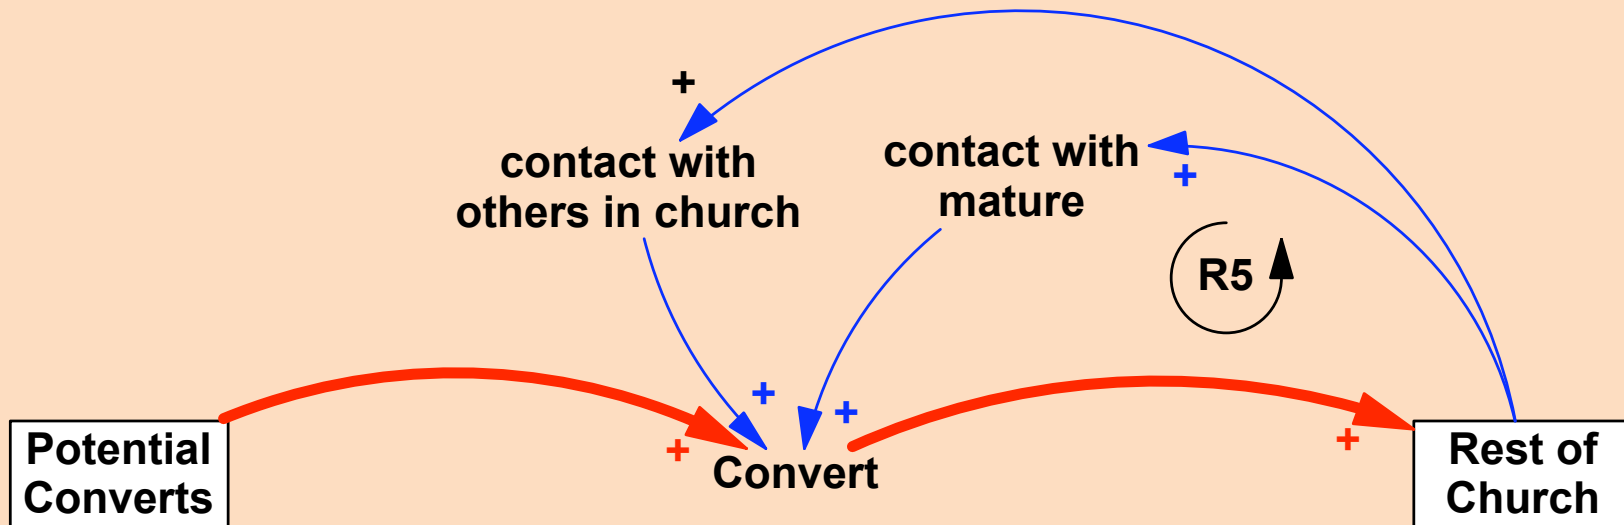 +
contact with
others in church
contact with
mature
+
R5
+
+
+
+
Potential
Converts
Convert
Rest of
Church